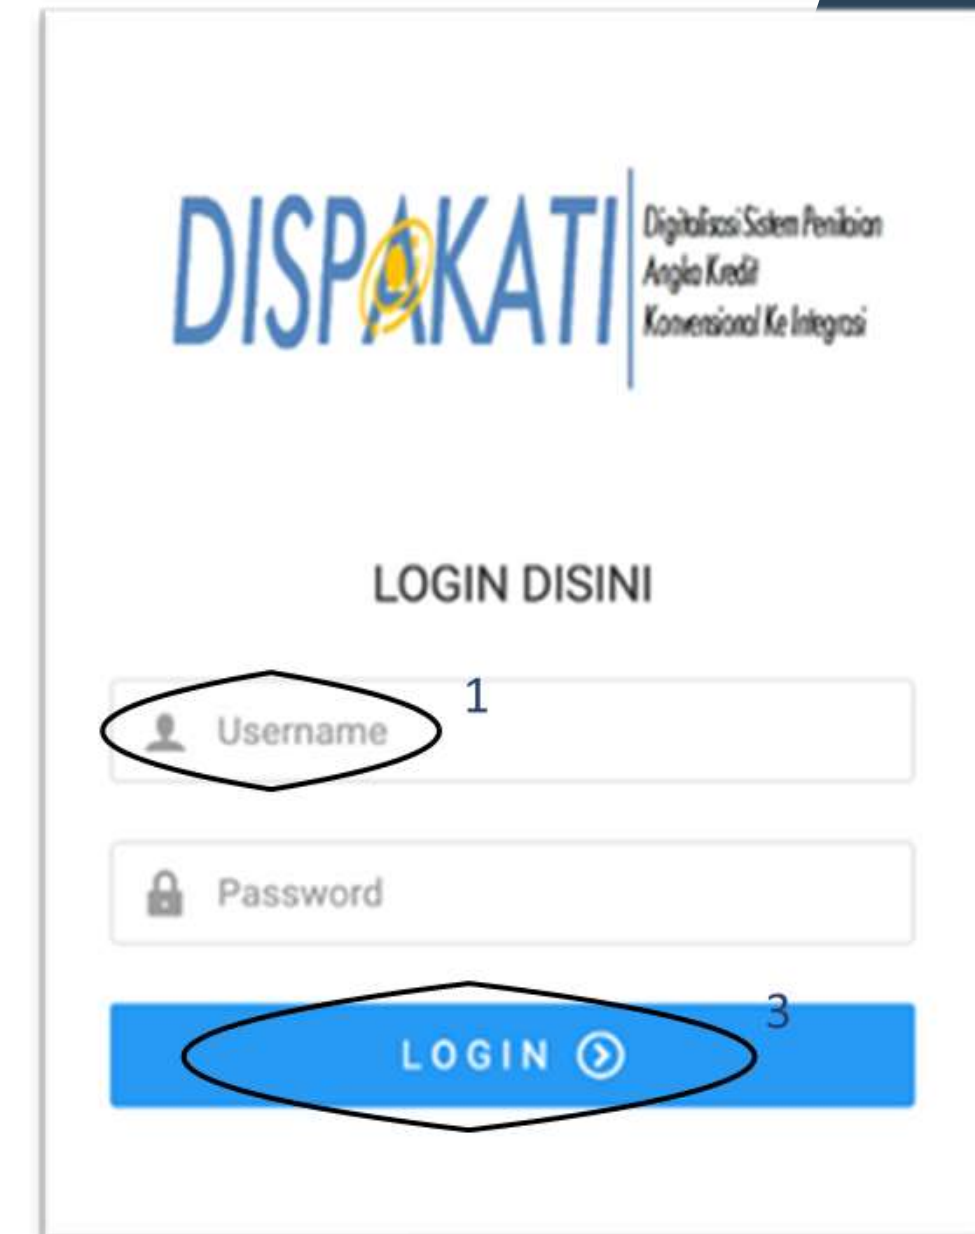 DISPAKATI
Digitalisasi Sistem Penilaian
Angka Kredit
Konvensional Ke Integrasi
LOGIN DISINI
1
Username
Password
3
LOGIN